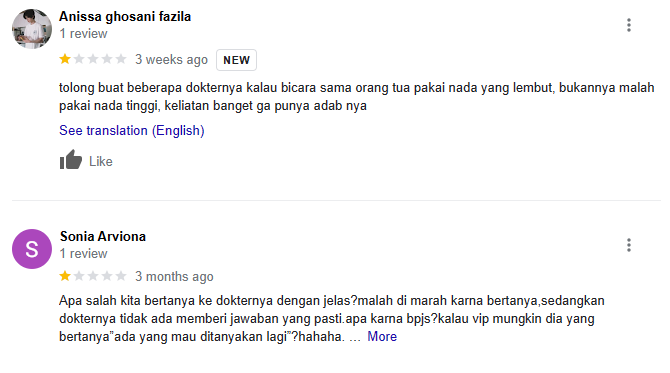 Anissa ghosani fazila
1 review
3 weeks ago NEW
tolong buat beberapa dokternya kalau bicara sama orang tua pakai nada yang lembut, bukannya malah
pakai nada tinggi, keliatan banget ga punya adab nya
See translation (English)
Like
S
Sonia Arviona
1 review
3 months ago
Apa salah kita bertanya ke dokternya dengan jelas?malah di marah karna bertanya,sedangkan
dokternya tidak ada memberi jawaban yang pasti.apa karna bpjs?kalau vip mungkin dia yang
bertanya”ada yang mau ditanyakan lagi”?hahaha. … More